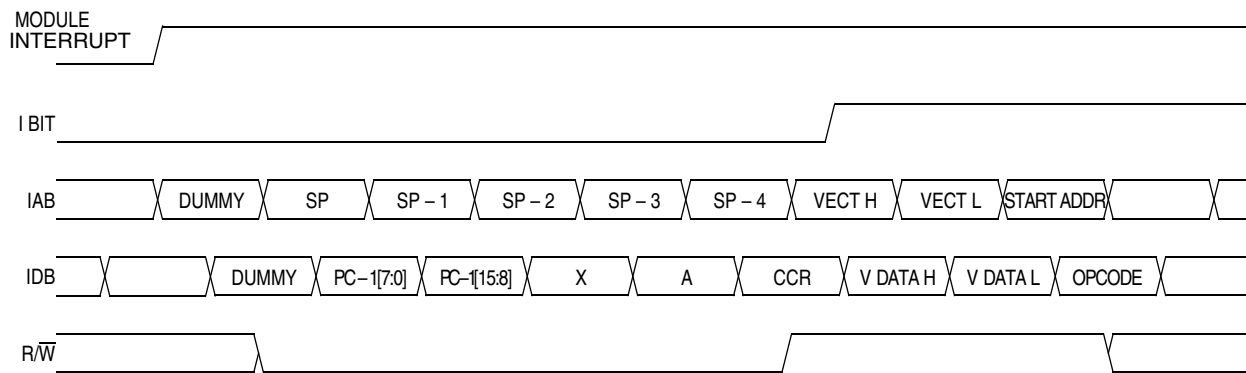 MODULE
INTERRUPT
I BIT
IAB DUMMY SP SP – 1 SP – 2 SP – 3 SP – 4 VECT H VECT L START ADDR
IDB DUMMY PC – 1[7:0] PC–1[15:8] X A CCR V DATA H V DATA L OPCODE
R/W̅